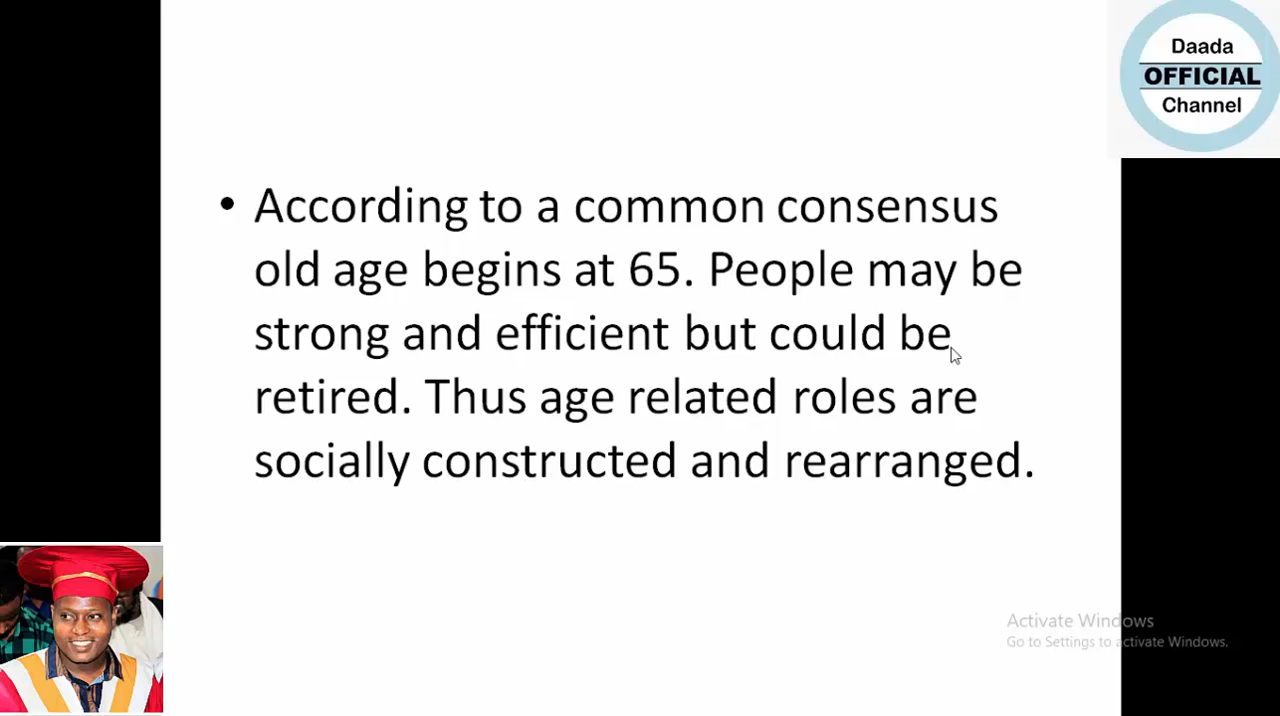 Daada
OFFICIAL
Channel
• According to a common consensus
old age begins at 65. People may be
strong and efficient but could be
retired. Thus age related roles are
socially constructed and rearranged.
Activate Windows
Go to Settings to activate Windows.